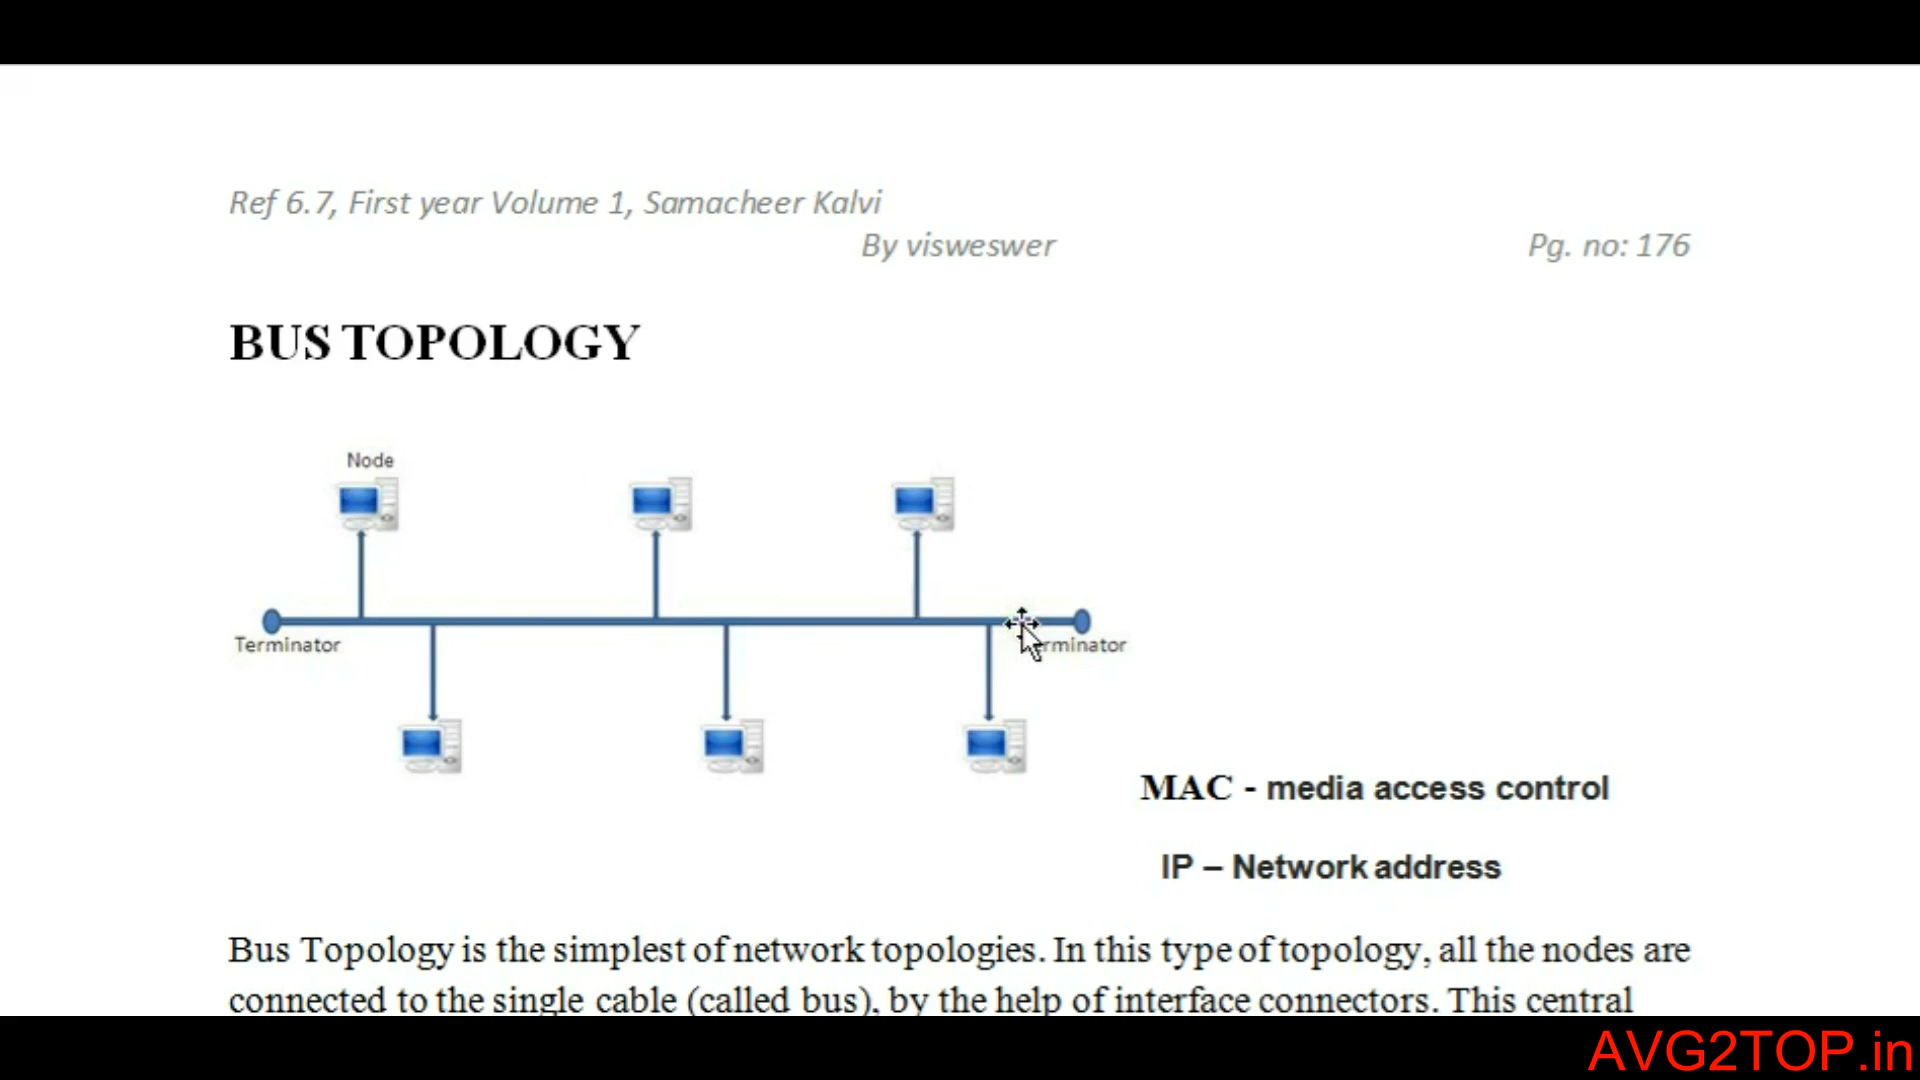 Ref 6.7, First year Volume 1, Samacheer Kalvi
By visweswer Pg. no: 176
BUS TOPOLOGY
Node
Terminator
MAC - media access control
IP – Network address
Bus Topology is the simplest of network topologies. In this type of topology, all the nodes are
connected to the single cable (called bus), by the help of interface connectors. This central
AVG2TOP.in